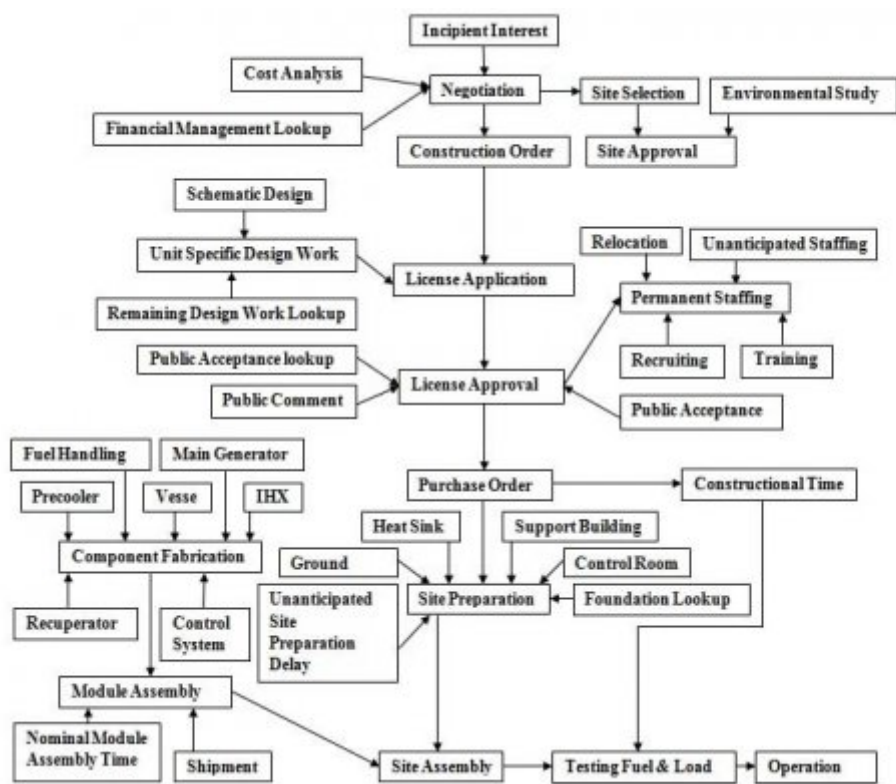 Incipient Interest
Cost Analysis
Negotiation
Site Selection
Environmental Study
Financial Management Lookup
Construction Order
Site Approval
Schematic Design
Unit Specific Design Work
Relocation
Unanticipated Staffing
License Application
Permanent Staffing
Remaining Design Work Lookup
Public Acceptance lookup
Recruiting
Training
License Approval
Public Comment
Public Acceptance
Fuel Handling
Main Generator
Purchase Order
Constructional Time
Precooler
Vesse
IHX
Heat Sink
Support Building
Component Fabrication
Ground
Control Room
Unanticipated
Site
Preparation
Delay
Site Preparation
Foundation Lookup
Recuperator
Control
System
Module Assembly
Nominal Module
Assembly Time
Shipment
Site Assembly
Testing Fuel & Load
Operation